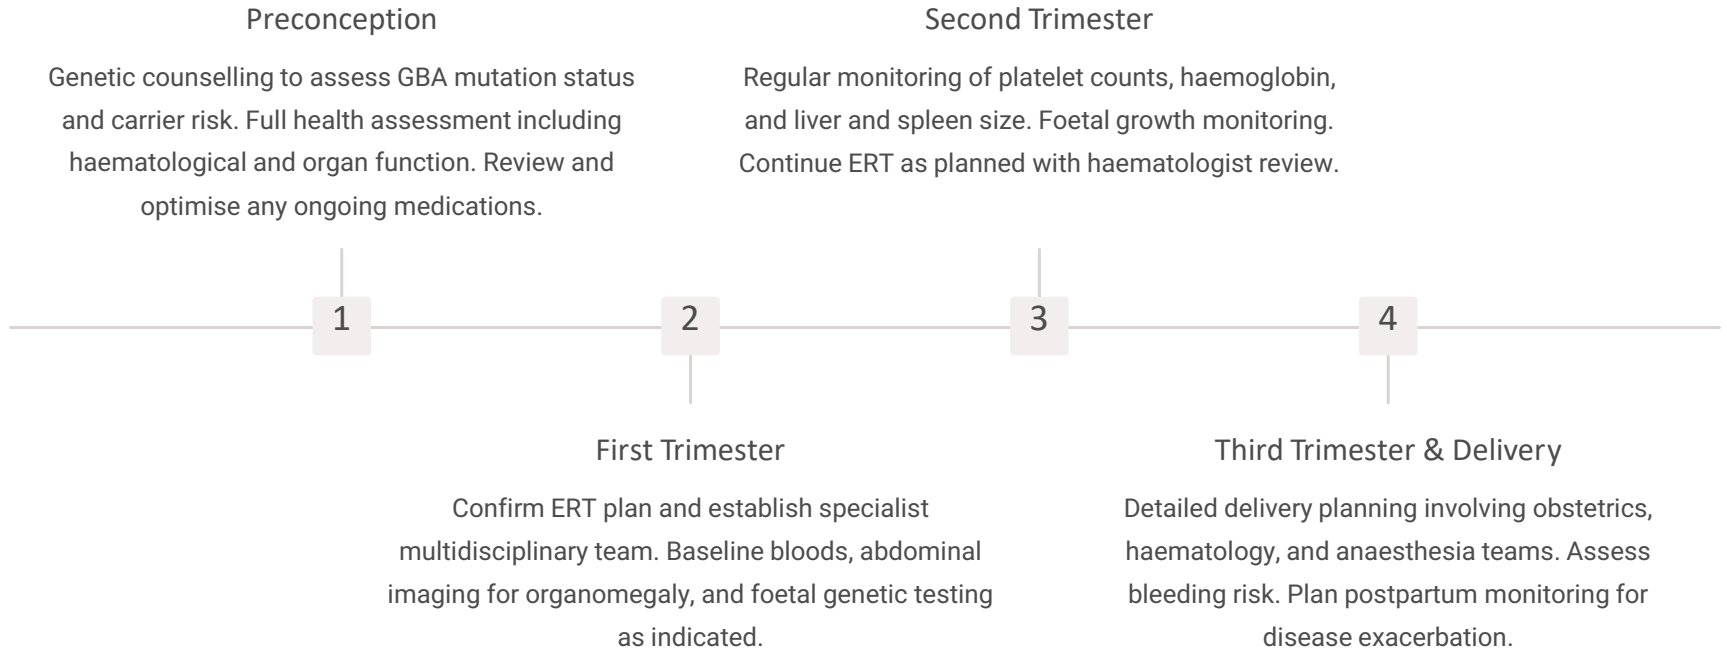 Preconception
Genetic counselling to assess GBA mutation status
and carrier risk. Full health assessment including
haematological and organ function. Review and
optimise any ongoing medications.
Second Trimester
Regular monitoring of platelet counts, haemoglobin,
and liver and spleen size. Foetal growth monitoring.
Continue ERT as planned with haematologist review.
1
2
3
4
First Trimester
Confirm ERT plan and establish specialist
multidisciplinary team. Baseline bloods, abdominal
imaging for organomegaly, and foetal genetic testing
as indicated.
Third Trimester & Delivery
Detailed delivery planning involving obstetrics,
haematology, and anaesthesia teams. Assess
bleeding risk. Plan postpartum monitoring for
disease exacerbation.